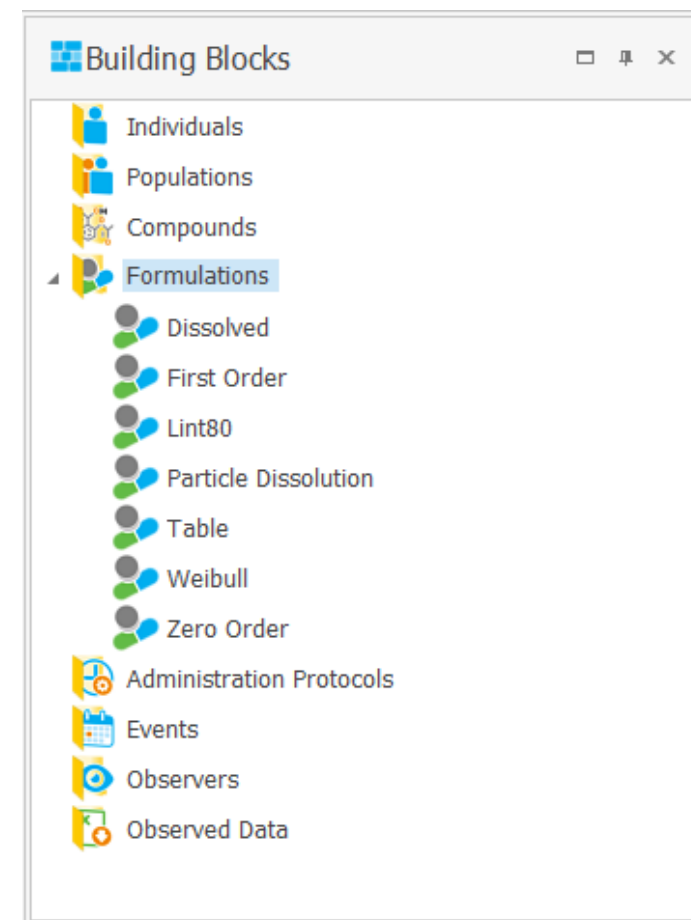 Building Blocks
Individuals
Populations
Compounds
Formulations
Dissolved
First Order
Lint80
Particle Dissolution
Table
Weibull
Zero Order
Administration Protocols
Events
Observers
Observed Data